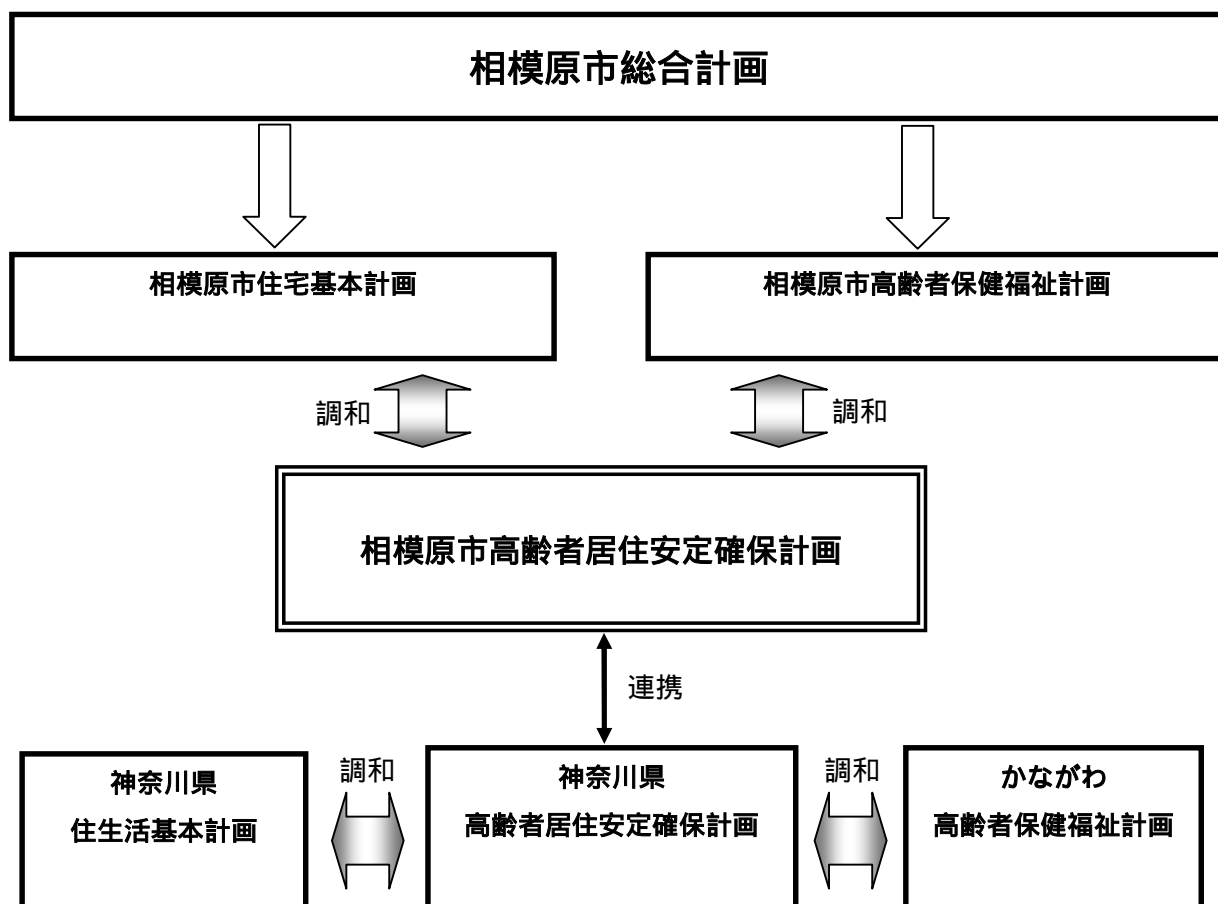 相模原市総合計画
相模原市住宅基本計画
相模原市高齢者保健福祉計画
調和
調和
相模原市高齢者居住安定確保計画
連携
神奈川県
住生活基本計画
調和
神奈川県
高齢者居住安定確保計画
調和
かながわ
高齢者保健福祉計画